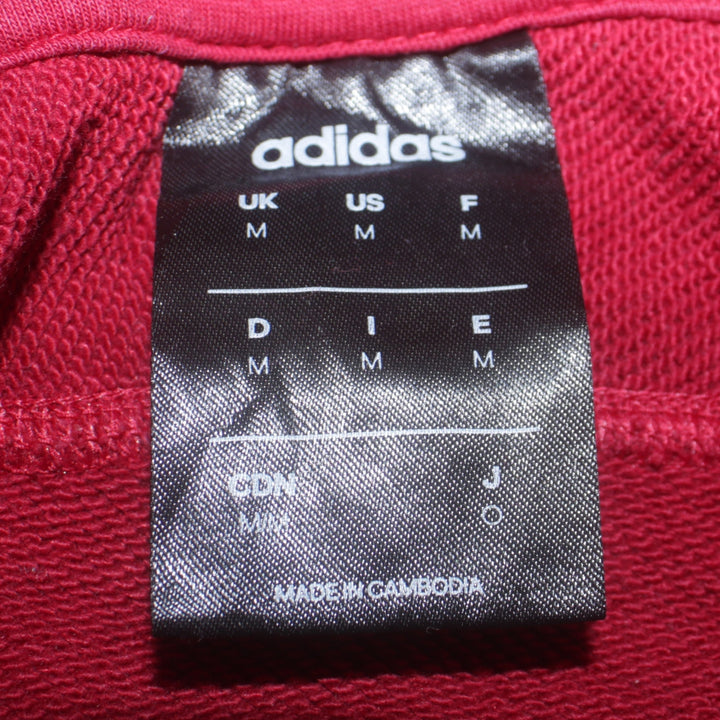 adidas
UK US F
M M M
D I E
M M M
CDN J
M/M O
MADE IN CAMBODIA